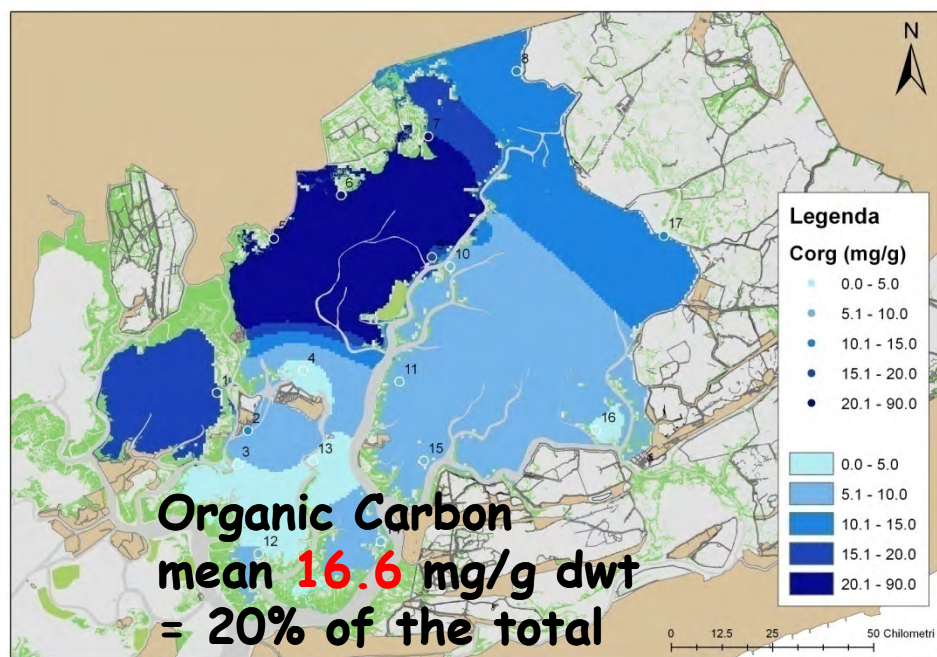 N
8
7
6
5
17
10
4
11
1
2
16
13
15
3
12
Legenda
Corg (mg/g)
0.0 - 5.0
5.1 - 10.0
10.1 - 15.0
15.1 - 20.0
20.1 - 90.0
0.0 - 5.0
5.1 - 10.0
10.1 - 15.0
15.1 - 20.0
20.1 - 90.0
Organic Carbon
mean 16.6 mg/g dwt
= 20% of the total
0 12.5 25 50 Chilometri